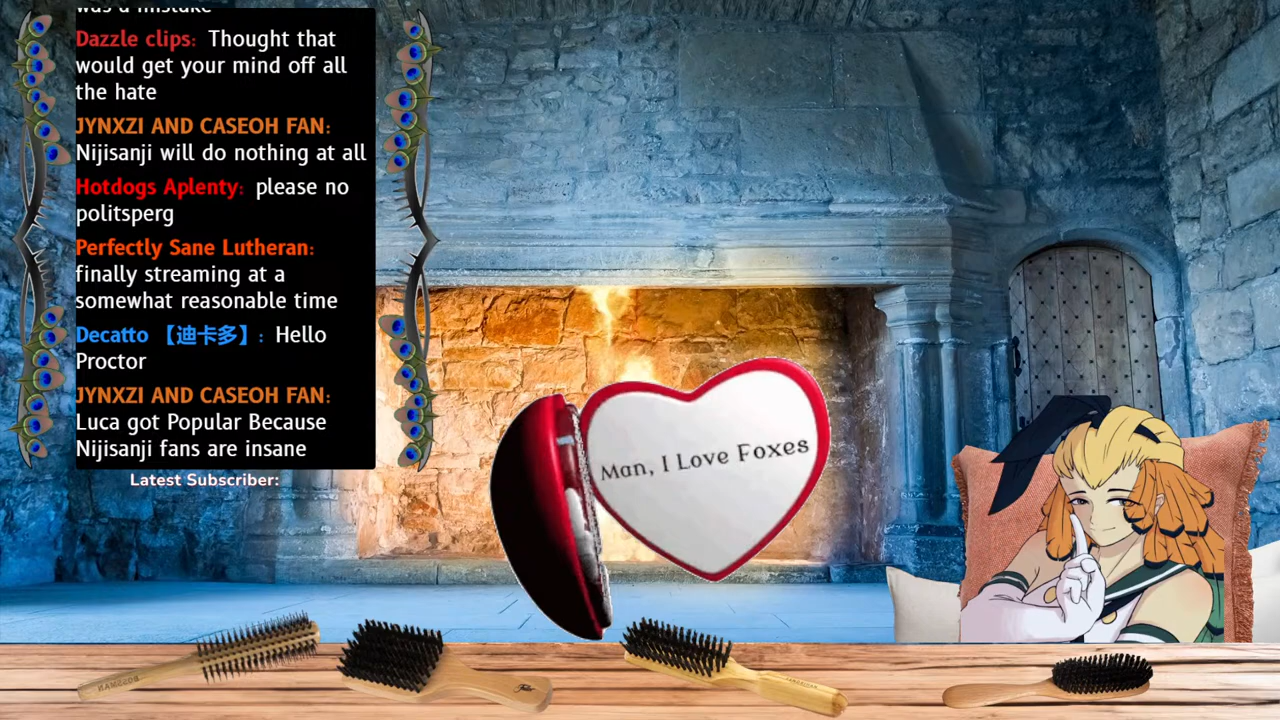 was a mistake
Dazzle clips: Thought that
would get your mind off all
the hate
JYNXZI AND CASEOH FAN:
Nijisanji will do nothing at all
Hotdogs Aplenty: please no
politsperg
Perfectly Sane Lutheran:
finally streaming at a
somewhat reasonable time
Decatto 【迪卡多】: Hello
Proctor
JYNXZI AND CASEOH FAN:
Luca got Popular Because
Nijisanji fans are insane
Latest Subscriber:
Man, I Love Foxes